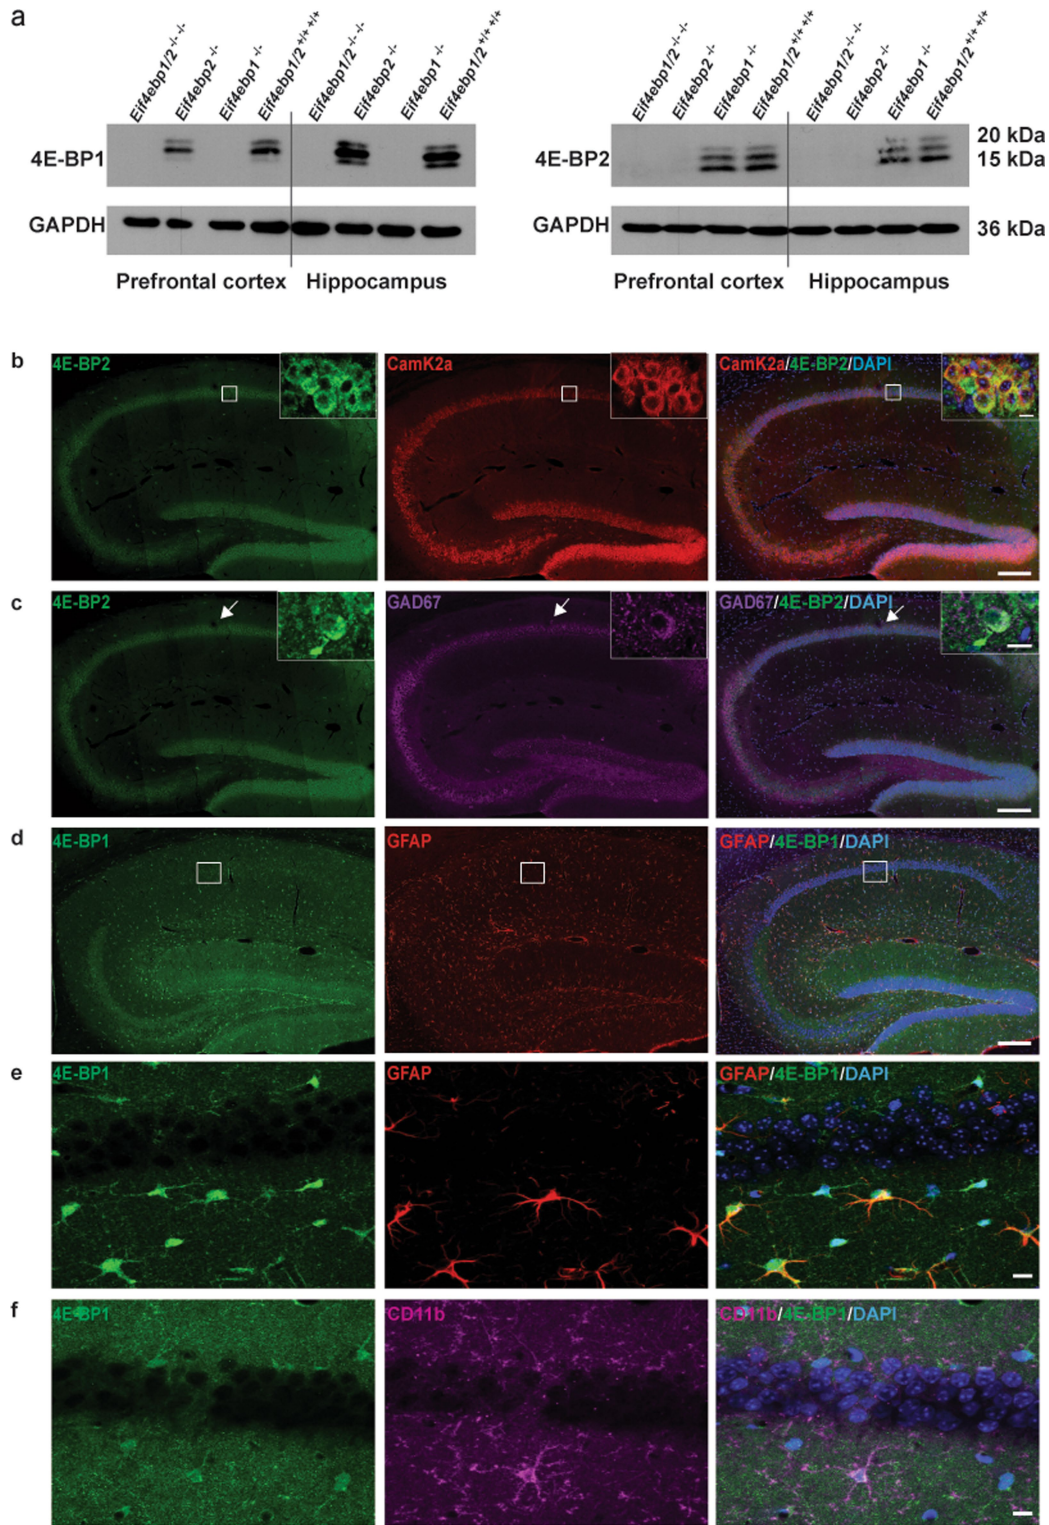 a
Eif4ebp1/2 -/- -/-
Eif4ebp2 -/-
Eif4ebp1 -/-
Eif4ebp1/2 +/+ +/+
Eif4ebp1/2 -/- -/-
Eif4ebp2 -/-
Eif4ebp1 -/-
Eif4ebp1/2 +/+ +/+
4E-BP1
GAPDH
Prefrontal cortex
Hippocampus
Eif4ebp1/2 -/- -/-
Eif4ebp2 -/-
Eif4ebp1 -/-
Eif4ebp1/2 +/+ +/+
Eif4ebp1/2 -/- -/-
Eif4ebp2 -/-
Eif4ebp1 -/-
Eif4ebp1/2 +/+ +/+
4E-BP2
20 kDa
15 kDa
GAPDH
36 kDa
Prefrontal cortex
Hippocampus
b
4E-BP2
CamK2a
CamK2a/4E-BP2/DAPI
c
4E-BP2
GAD67
GAD67/4E-BP2/DAPI
d
4E-BP1
GFAP
GFAP/4E-BP1/DAPI
e
4E-BP1
GFAP
GFAP/4E-BP1/DAPI
f
4E-BP1
CD11b
CD11b/4E-BP1/DAPI